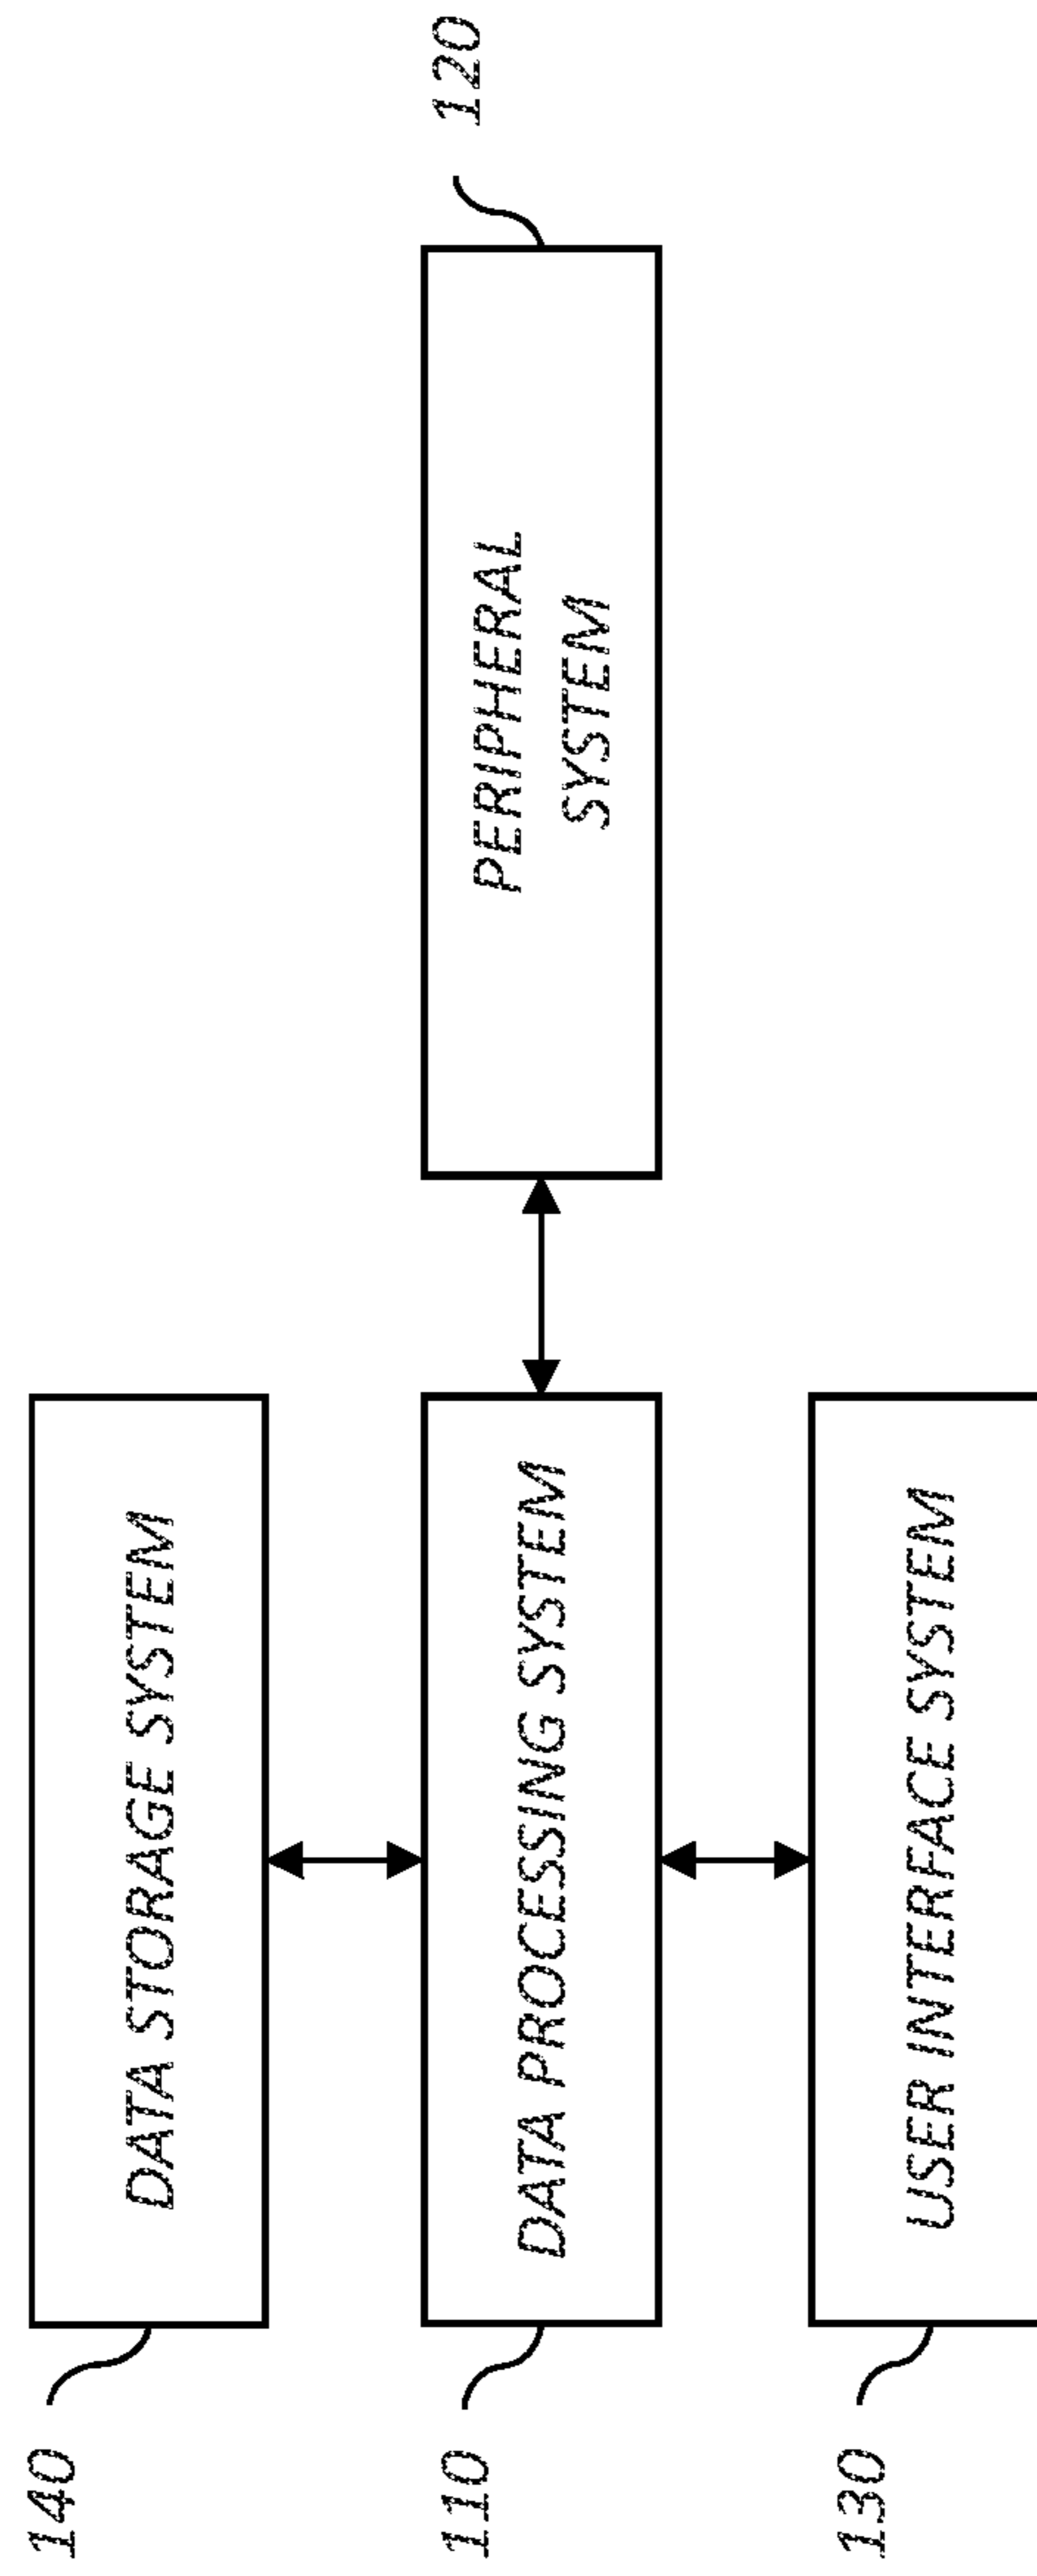 140
DATA STORAGE SYSTEM
110
DATA PROCESSING SYSTEM
PERIPHERAL
SYSTEM
120
130
USER INTERFACE SYSTEM